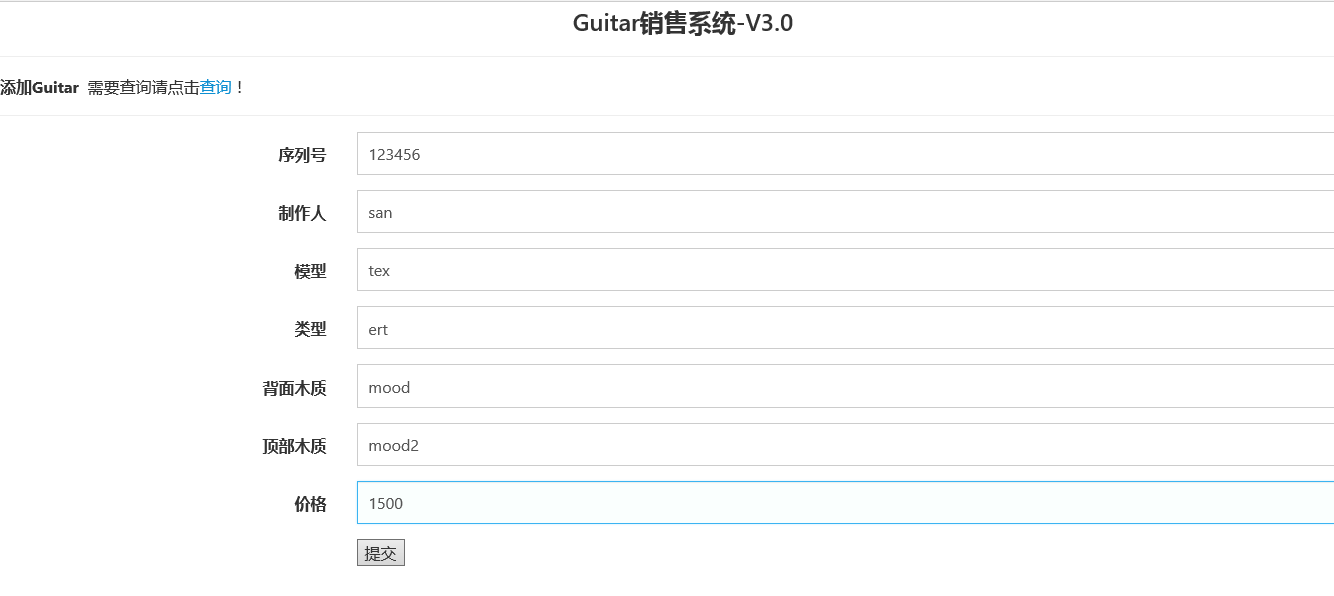 Guitar销售系统-V3.0
添加Guitar 需要查询请点击查询！
序列号 123456
制作人 san
模型 tex
类型 ert
背面木质 mood
顶部木质 mood2
价格 1500
提交